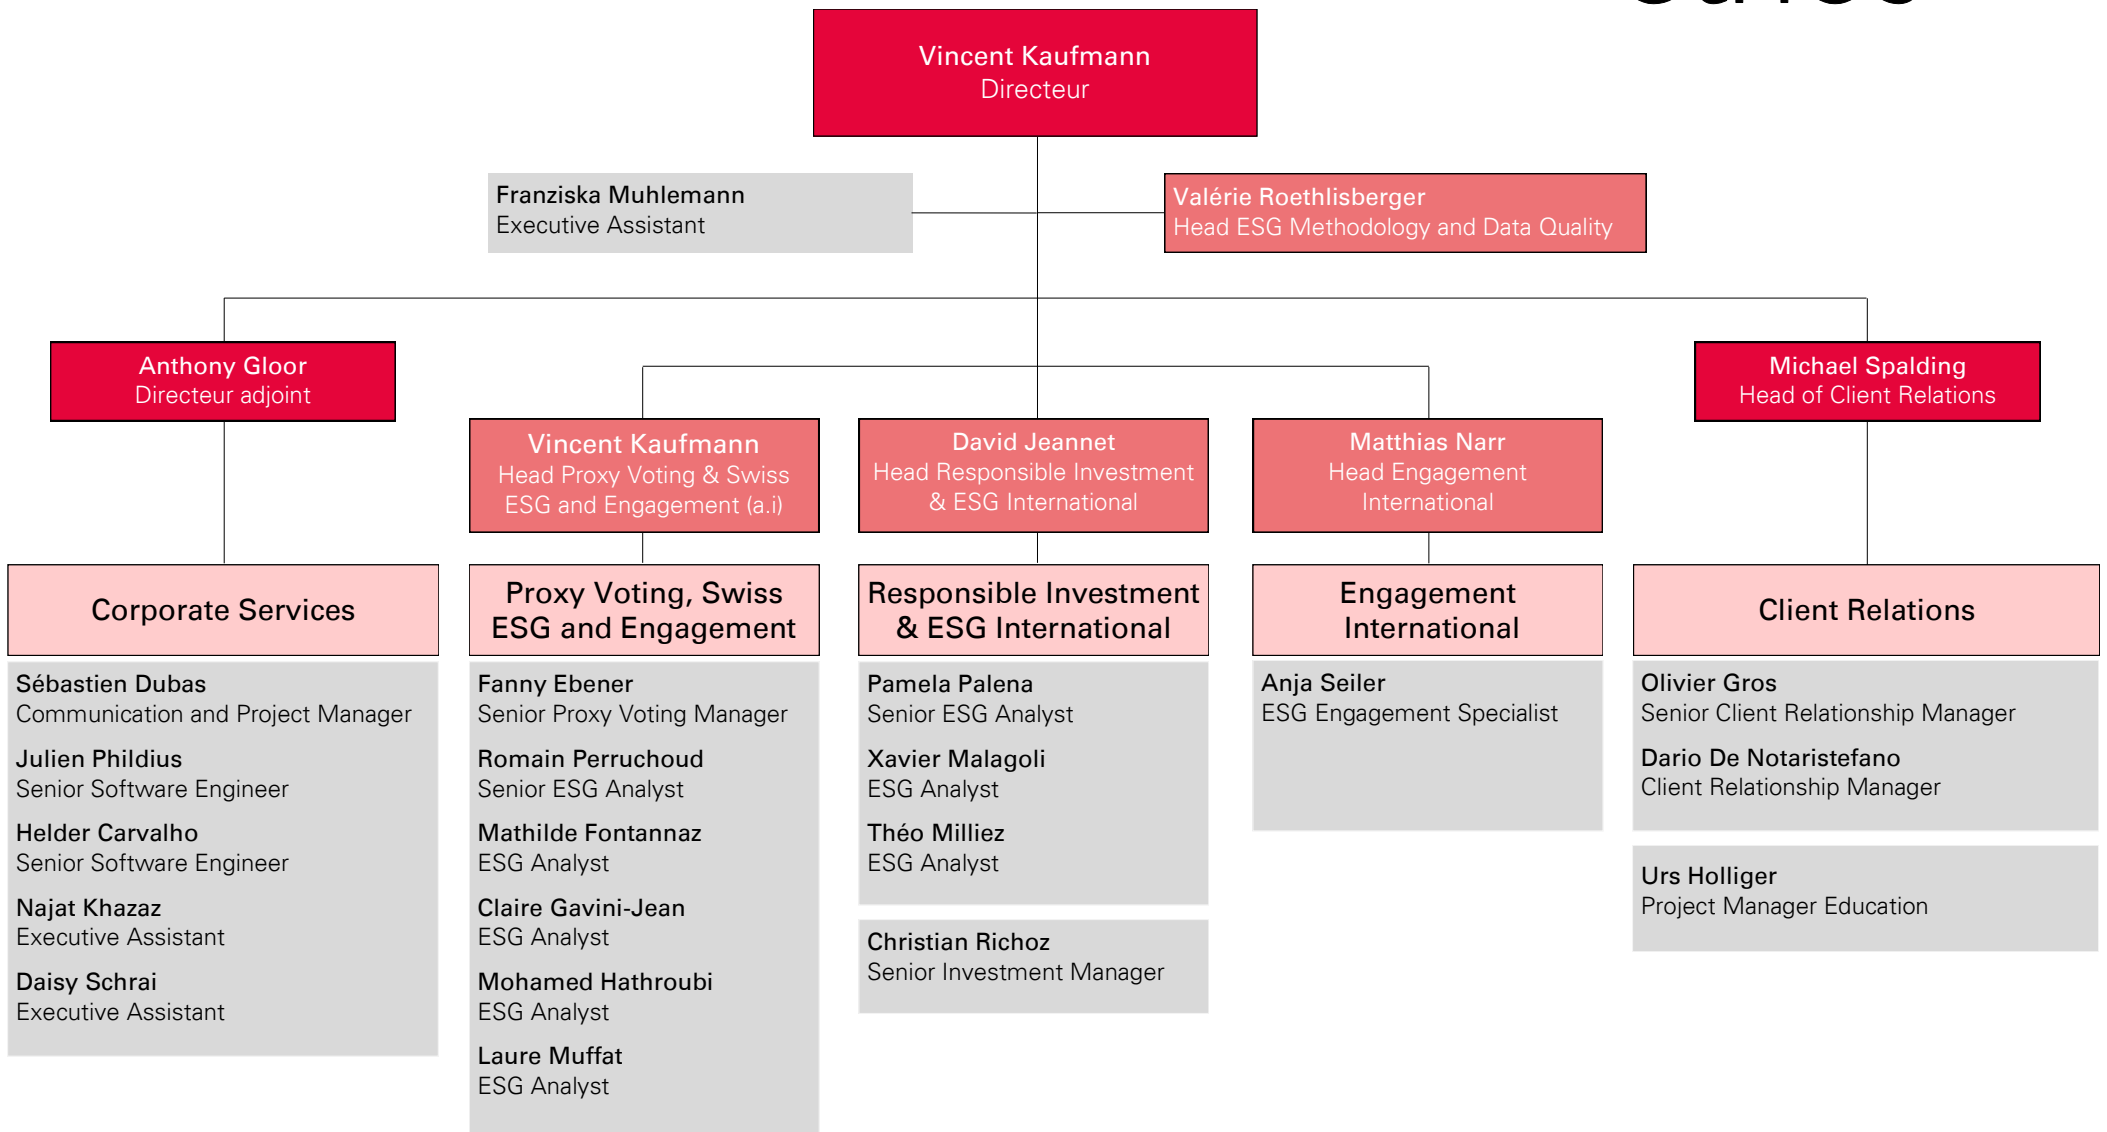 Vincent Kaufmann
Directeur
Franziska Muhlemann
Executive Assistant
Valérie Roethlisberger
Head ESG Methodology and Data Quality
Anthony Gloor
Directeur adjoint
Michael Spalding
Head of Client Relations
Vincent Kaufmann
Head Proxy Voting & Swiss
ESG and Engagement (a.i)
David Jeannet
Head Responsible Investment
& ESG International
Matthias Narr
Head Engagement
International
Corporate Services
Sébastien Dubas
Communication and Project Manager
Julien Phildius
Senior Software Engineer
Helder Carvalho
Senior Software Engineer
Najat Khazaz
Executive Assistant
Daisy Schrai
Executive Assistant
Proxy Voting, Swiss
ESG and Engagement
Fanny Ebener
Senior Proxy Voting Manager
Romain Perruchoud
Senior ESG Analyst
Mathilde Fontannaz
ESG Analyst
Claire Gavini-Jean
ESG Analyst
Mohamed Hathroubi
ESG Analyst
Laure Muffat
ESG Analyst
Responsible Investment
& ESG International
Pamela Palena
Senior ESG Analyst
Xavier Malagoli
ESG Analyst
Théo Milliez
ESG Analyst
Christian Richoz
Senior Investment Manager
Engagement
International
Anja Seiler
ESG Engagement Specialist
Client Relations
Olivier Gros
Senior Client Relationship Manager
Dario De Notaristefano
Client Relationship Manager
Urs Holliger
Project Manager Education